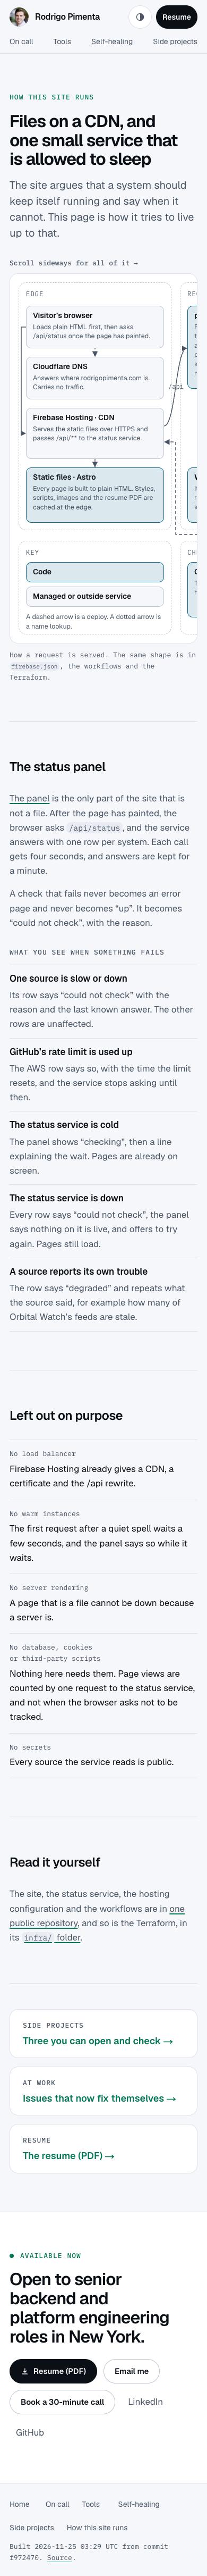 Rodrigo Pimenta
Resume
On call
Tools
Self-healing
Side projects
HOW THIS SITE RUNS
Files on a CDN, and
one small service that
is allowed to sleep
The site argues that a system should
keep itself running and say when it
cannot. This page is how it tries to live
up to that.
Scroll sideways for all of it →
EDGE
Visitor's browser
Loads plain HTML first, then asks
/api/status once the page has painted.
Cloudflare DNS
Answers where rodrigopimenta.com is.
Carries no traffic.
/api
Firebase Hosting · CDN
Serves the static files over HTTPS and
passes /api/** to the status service.
Static files · Astro
Every page is built to plain HTML. Styles,
scripts, images and the resume PDF are
cached at the edge.
KEY
Code
Managed or outside service
A dashed arrow is a deploy. A dotted arrow is
a name lookup.
How a request is served. The same shape is in
firebase.json, the workflows and the
Terraform.
The status panel
The panel is the only part of the site that is
not a file. After the page has painted, the
browser asks /api/status, and the service
answers with one row per system. Each call
gets four seconds, and answers are kept for
a minute.
A check that fails never becomes an error
page and never becomes “up”. It becomes
“could not check”, with the reason.
WHAT YOU SEE WHEN SOMETHING FAILS
One source is slow or down
Its row says “could not check” with the
reason and the last known answer. The other
rows are unaffected.
GitHub's rate limit is used up
The AWS row says so, with the time the limit
resets, and the service stops asking until
then.
The status service is cold
The panel shows “checking”, then a line
explaining the wait. Pages are already on
screen.
The status service is down
Every row says “could not check”, the panel
says nothing on it is live, and offers to try
again. Pages still load.
A source reports its own trouble
The row says “degraded” and repeats what
the source said, for example how many of
Orbital Watch's feeds are stale.
Left out on purpose
No load balancer
Firebase Hosting already gives a CDN, a
certificate and the /api rewrite.
No warm instances
The first request after a quiet spell waits a
few seconds, and the panel says so while it
waits.
No server rendering
A page that is a file cannot be down because
a server is.
No database, cookies
or third-party scripts
Nothing here needs them. Page views are
counted by one request to the status service,
and not when the browser asks not to be
tracked.
No secrets
Every source the service reads is public.
Read it yourself
The site, the status service, the hosting
configuration and the workflows are in one
public repository, and so is the Terraform, in
its infra/ folder.
SIDE PROJECTS
Three you can open and check →
AT WORK
Issues that now fix themselves →
RESUME
The resume (PDF) →
AVAILABLE NOW
Open to senior
backend and
platform engineering
roles in New York.
Resume (PDF)
Email me
Book a 30-minute call
LinkedIn
GitHub
Home
On call
Tools
Self-healing
Side projects
How this site runs
Built 2026-11-25 03:29 UTC from commit
f972470. Source.